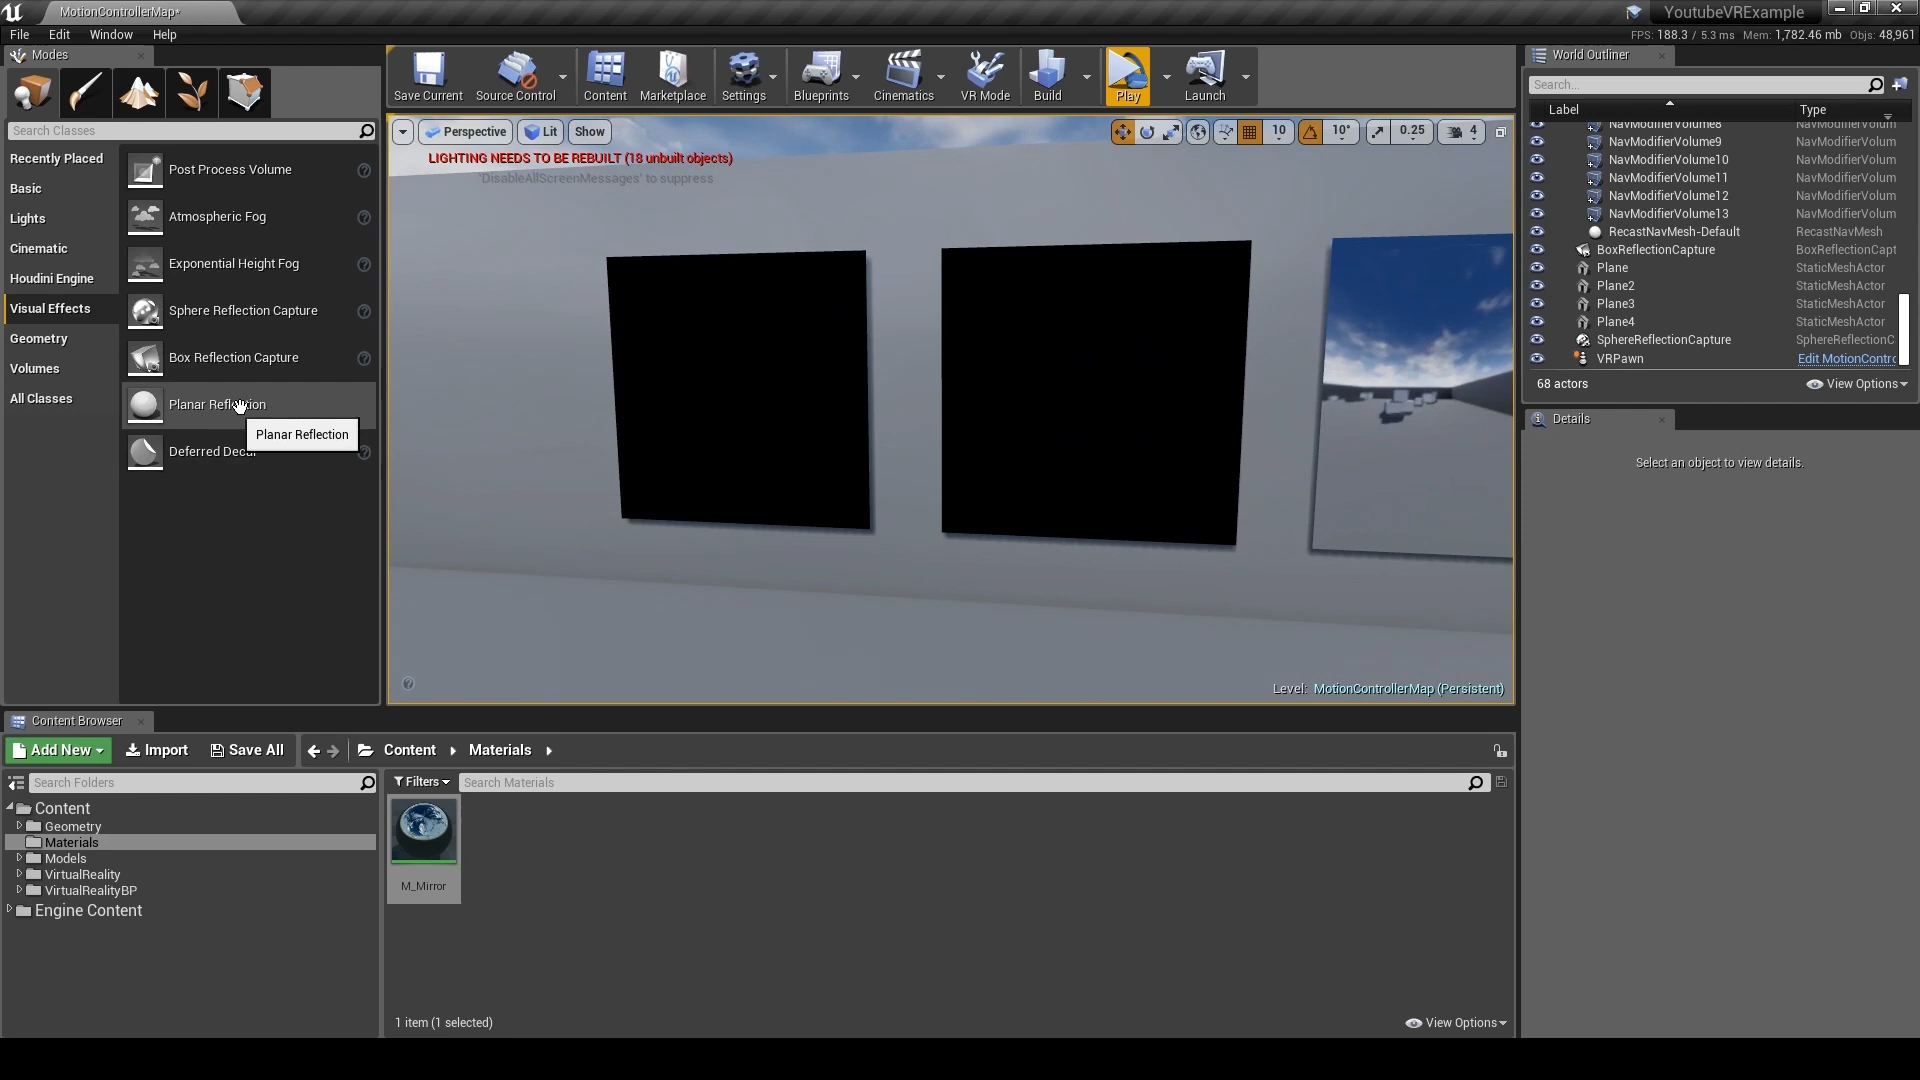 MotionControllerMap*
YoutubeVRExample
File Edit Window Help
FPS: 188.3 / 5.3 ms Mem: 1,782.46 mb Objs: 48,961
Modes
Search Classes
Recently Placed
Basic
Lights
Cinematic
Houdini Engine
Visual Effects
Geometry
Volumes
All Classes
Post Process Volume
Atmospheric Fog
Exponential Height Fog
Sphere Reflection Capture
Box Reflection Capture
Planar Reflection
Planar Reflection
Deferred
Save Current Source Control Content Marketplace Settings Blueprints Cinematics VR Mode Build Play Launch
Perspective Lit Show
10 10° 0.25 4
LIGHTING NEEDS TO BE REBUILT (18 unbuilt objects)
'DisableAllScreenMessages' to suppress
Level: MotionControllerMap (Persistent)
World Outliner
Search...
Label Type
NavModifierVolume8 NavModifierVolum
NavModifierVolume9 NavModifierVolum
NavModifierVolume10 NavModifierVolum
NavModifierVolume11 NavModifierVolum
NavModifierVolume12 NavModifierVolum
NavModifierVolume13 NavModifierVolum
RecastNavMesh-Default RecastNavMesh
BoxReflectionCapture BoxReflectionCapt
Plane StaticMeshActor
Plane2 StaticMeshActor
Plane3 StaticMeshActor
Plane4 StaticMeshActor
SphereReflectionCapture SphereReflectionC
VRPawn Edit MotionContro
68 actors View Options
Details
Select an object to view details.
Content Browser
Add New Import Save All Content Materials
Search Folders
Content
Geometry
Materials
Models
VirtualReality
VirtualRealityBP
Engine Content
Filters Search Materials
M_Mirror
1 item (1 selected) View Options